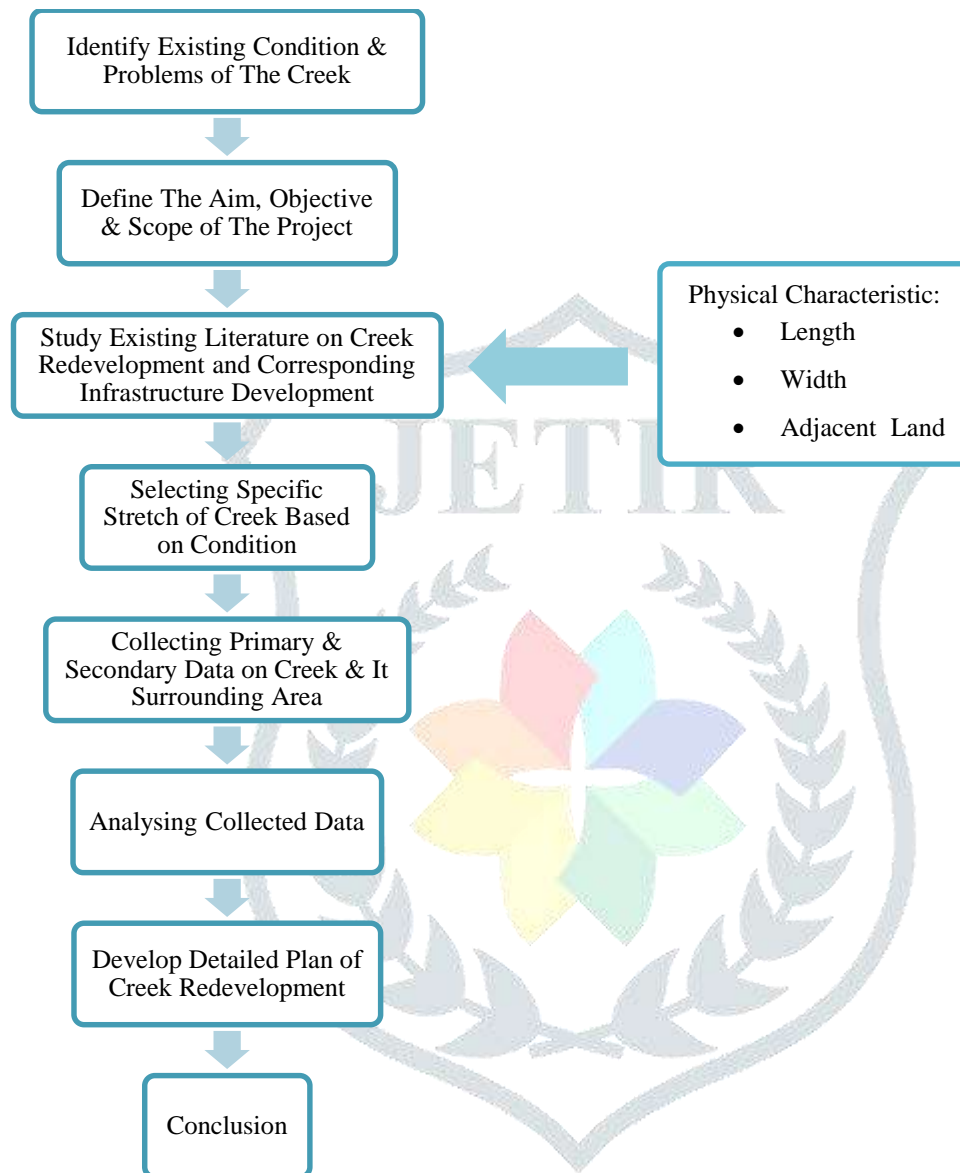 Identify Existing Condition &
Problems of The Creek
Define The Aim, Objective
& Scope of The Project
Study Existing Literature on Creek
Redevelopment and Corresponding
Infrastructure Development
Physical Characteristic:
• Length
• Width
• Adjacent Land
JETIR
Selecting Specific
Stretch of Creek Based
on Condition
Collecting Primary &
Secondary Data on Creek & It
Surrounding Area
Analysing Collected Data
Develop Detailed Plan of
Creek Redevelopment
Conclusion